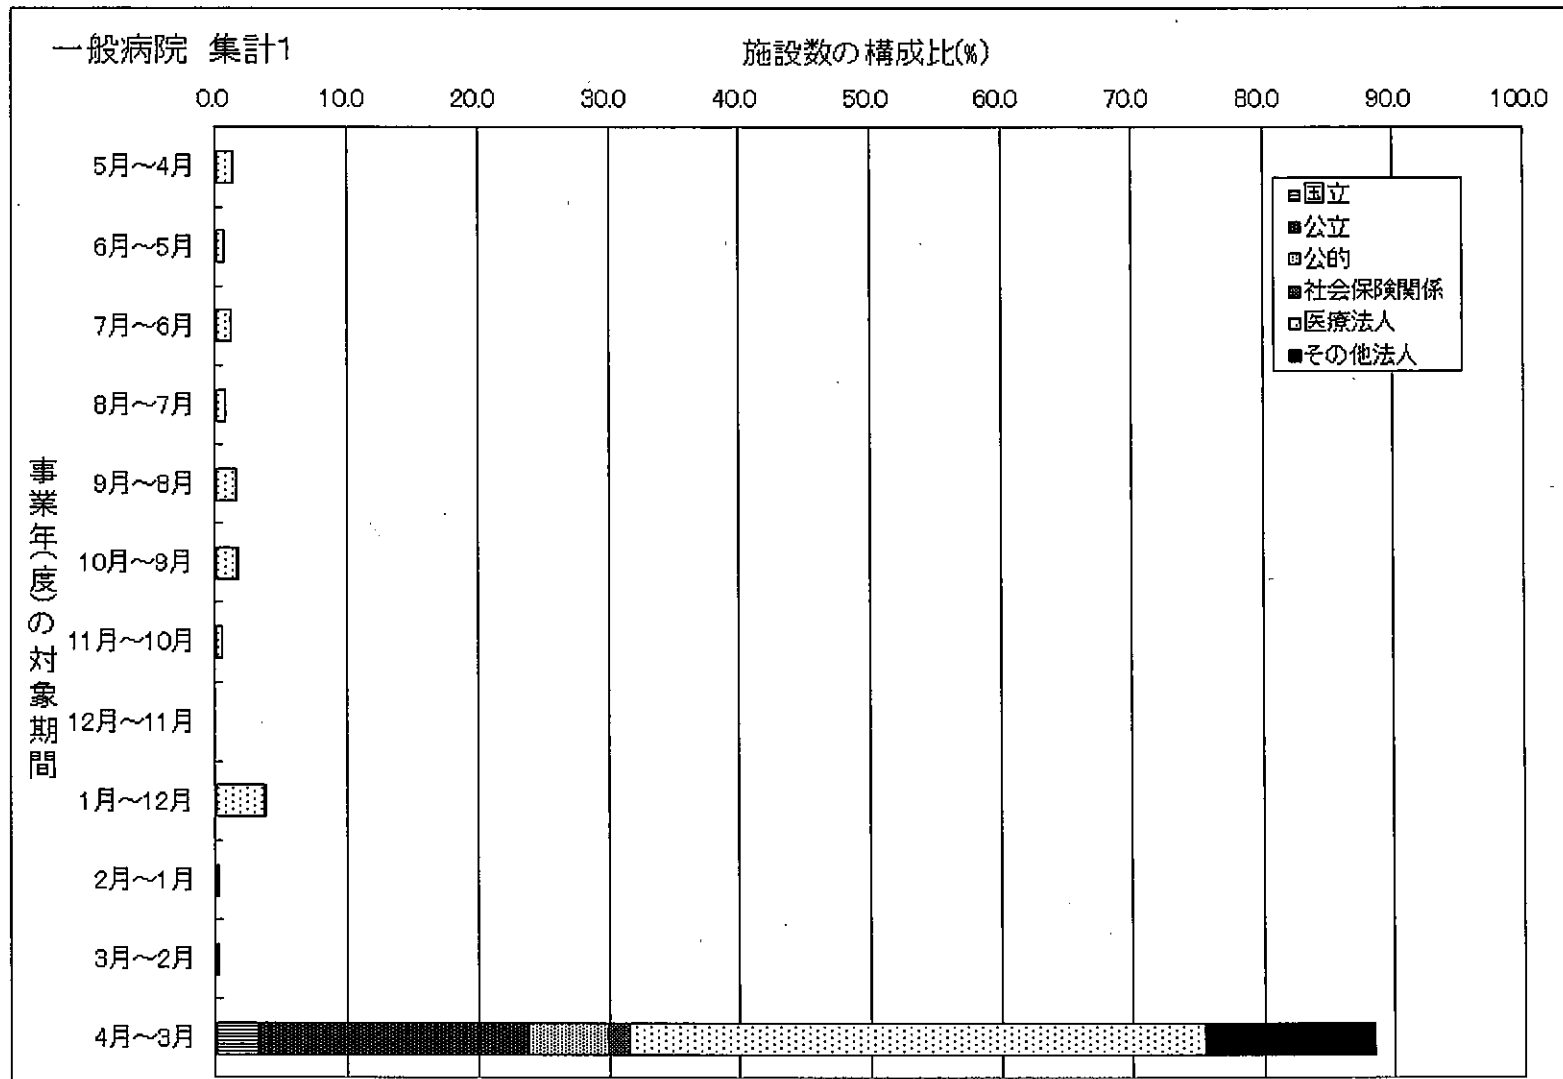 一般病院 集計1
施設数の構成比(%)
0.0 10.0 20.0 30.0 40.0 50.0 60.0 70.0 80.0 90.0 100.0
事業年(度)の対象期間
5月～4月
6月～5月
7月～6月
8月～7月
9月～8月
10月～9月
11月～10月
12月～11月
1月～12月
2月～1月
3月～2月
4月～3月
国立
公立
公的
社会保険関係
医療法人
その他法人